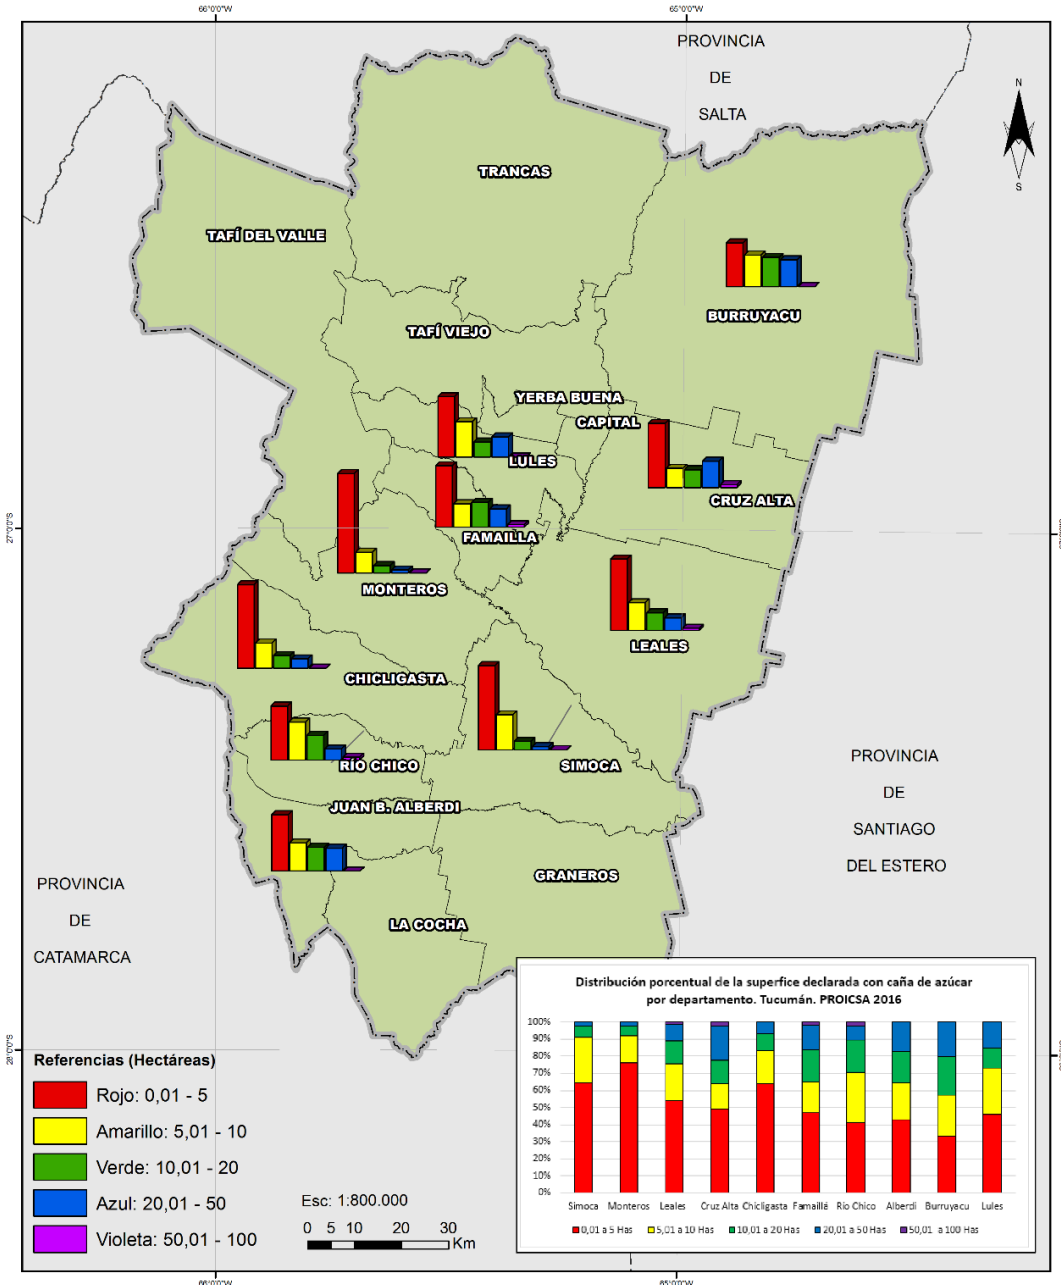 66°0'0"W
65°0'0"W
PROVINCIA
DE
SALTA
N
S
TRANCAS
TAFÍ DEL VALLE
BURRUYACU
TAFÍ VIEJO
YERBA BUENA
CAPITAL
LULES
CRUZ ALTA
27°0'0"S
FAMAILLA
MONTEROS
LEALES
CHICLIGASTA
RÍO CHICO
SIMOCA
PROVINCIA
DE
SANTIAGO
DEL ESTERO
JUAN B. ALBERDI
GRANEROS
PROVINCIA
DE
CATAMARCA
LA COCHA
28°0'0"S
Referencias (Hectáreas)
Rojo: 0,01 - 5
Amarillo: 5,01 - 10
Verde: 10,01 - 20
Azul: 20,01 - 50
Violeta: 50,01 - 100
Esc: 1:800.000
0 5 10 20 30
Km
Distribución porcentual de la superfice declarada con caña de azúcar
por departamento. Tucumán. PROICSA 2016
100%
90%
80%
70%
60%
50%
40%
30%
20%
10%
0%
Simoca Monteros Leales Cruz Alta Chicligasta Famaillá Río Chico Alberdi Burruyacu Lules
0,01 a 5 Has 5,01 a 10 Has 10,01 a 20 Has 20,01 a 50 Has 50,01 a 100 Has
66°0'0"W
65°0'0"W